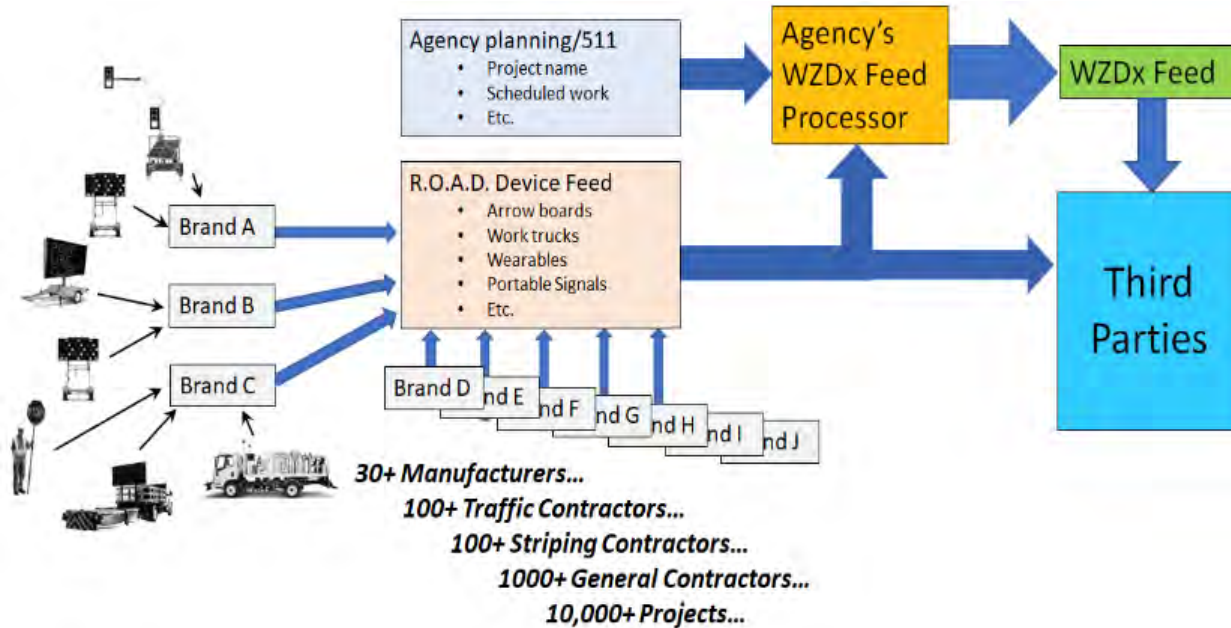 Agency planning/511
• Project name
• Scheduled work
• Etc.
Agency's
WZDx Feed
Processor
WZDx Feed
R.O.A.D. Device Feed
• Arrow boards
• Work trucks
• Wearables
• Portable Signals
• Etc.
Brand A
Brand B
Brand C
Third
Parties
Brand D
nd E
nd F
nd G
nd H
nd I
nd J
30+ Manufacturers...
100+ Traffic Contractors...
100+ Striping Contractors...
1000+ General Contractors...
10,000+ Projects...